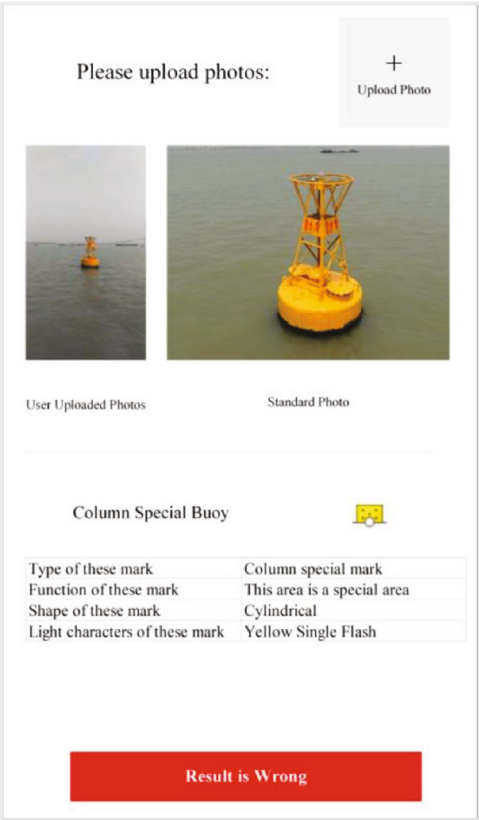 Please upload photos:
+
Upload Photo
User Uploaded Photos
Standard Photo
Column Special Buoy
Type of these mark Column special mark
Function of these mark This area is a special area
Shape of these mark Cylindrical
Light characters of these mark Yellow Single Flash
Result is Wrong